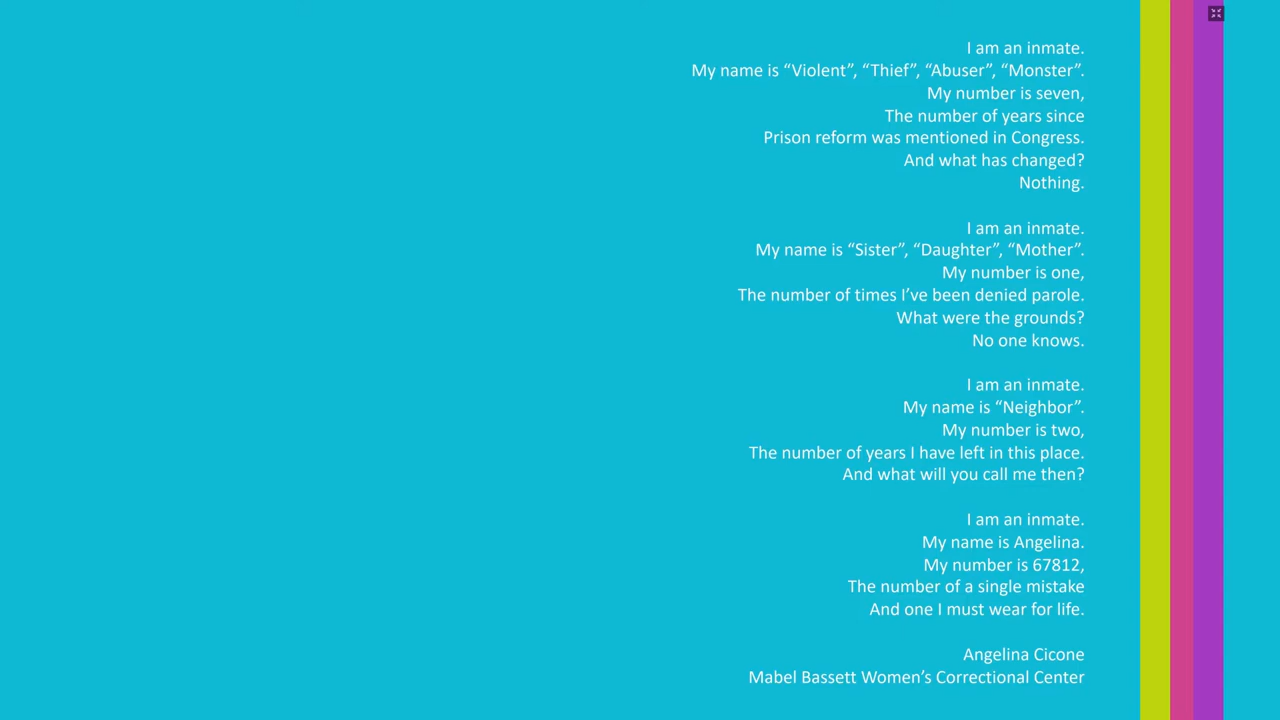 I am an inmate.
My name is “Violent”, “Thief”, “Abuser”, “Monster”.
My number is seven,
The number of years since
Prison reform was mentioned in Congress.
And what has changed?
Nothing.
I am an inmate.
My name is “Sister”, “Daughter”, “Mother”.
My number is one,
The number of times I’ve been denied parole.
What were the grounds?
No one knows.
I am an inmate.
My name is “Neighbor”.
My number is two,
The number of years I have left in this place.
And what will you call me then?
I am an inmate.
My name is Angelina.
My number is 67812,
The number of a single mistake
And one I must wear for life.
Angelina Cicone
Mabel Bassett Women’s Correctional Center